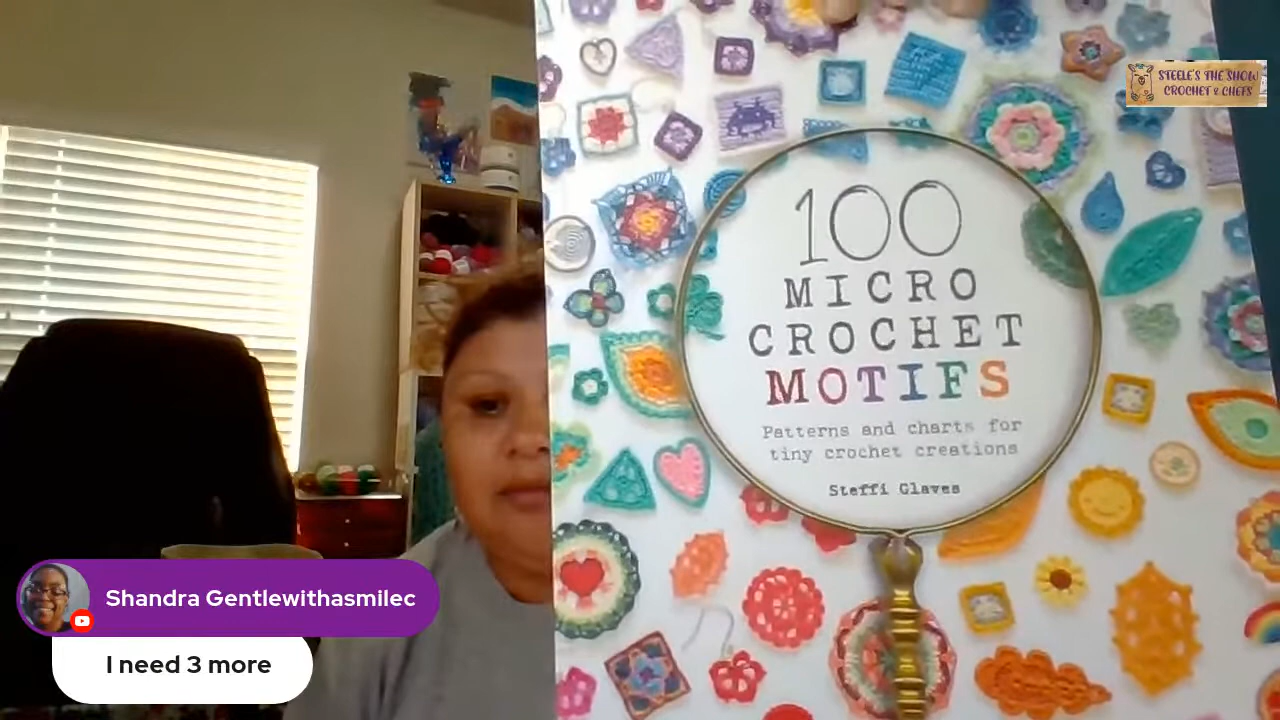 STEELE'S THE SHOW
CROCHET & CHEFS
100
MICRO
CROCHET
MOTIFS
Patterns and charts for
tiny crochet creations
Steffi Glaves
Shandra Gentlewithasmilec
I need 3 more